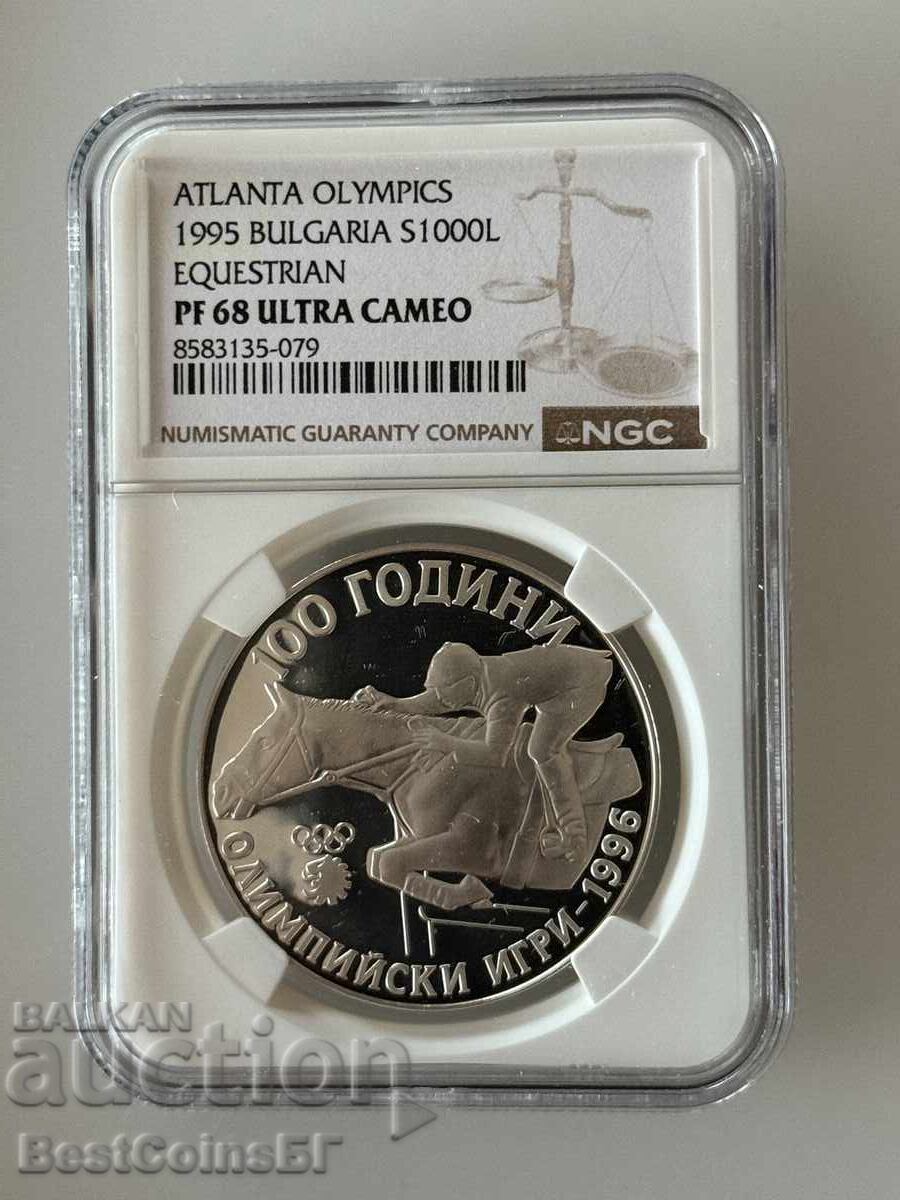 ATLANTA OLYMPICS
1995 BULGARIA S1000L
EQUESTRIAN
PF 68 ULTRA CAMEO
8583135-079
NUMISMATIC GUARANTY COMPANY NGC
100 ГОДИНИ
ОЛИМПИЙСКИ ИГРИ-1996
BALKAN
auction
BestCoinsБГ